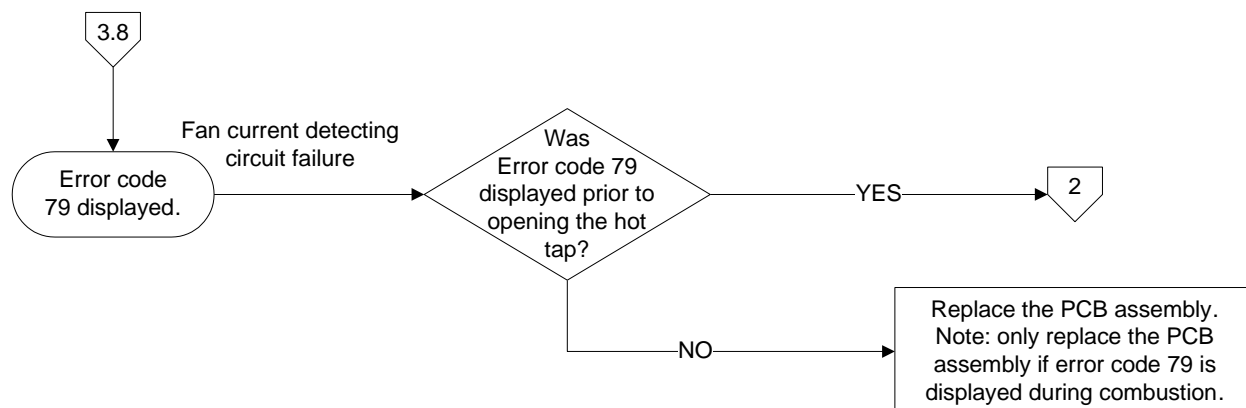 3.8
Error code
79 displayed.
Fan current detecting
circuit failure
Was
Error code 79
displayed prior to
opening the hot
tap?
YES
2
NO
Replace the PCB assembly.
Note: only replace the PCB
assembly if error code 79 is
displayed during combustion.